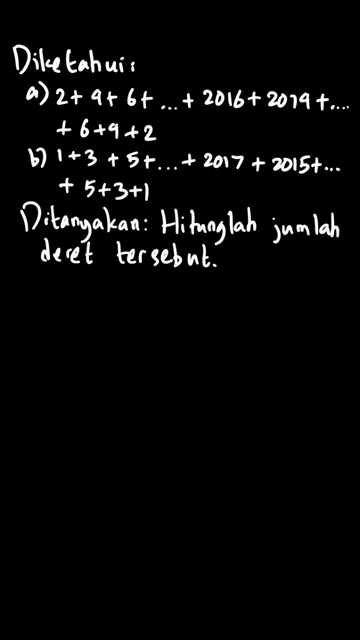 Diketahui:
a) 2+ 4+ 6+ ... + 2016+ 2014+ ....
+ 6+4+2
b) 1+3 + 5+ ... + 2017 + 2015+ ...
+ 5+3+1
Ditanyakan: Hitunglah jumlah
deret tersebut.